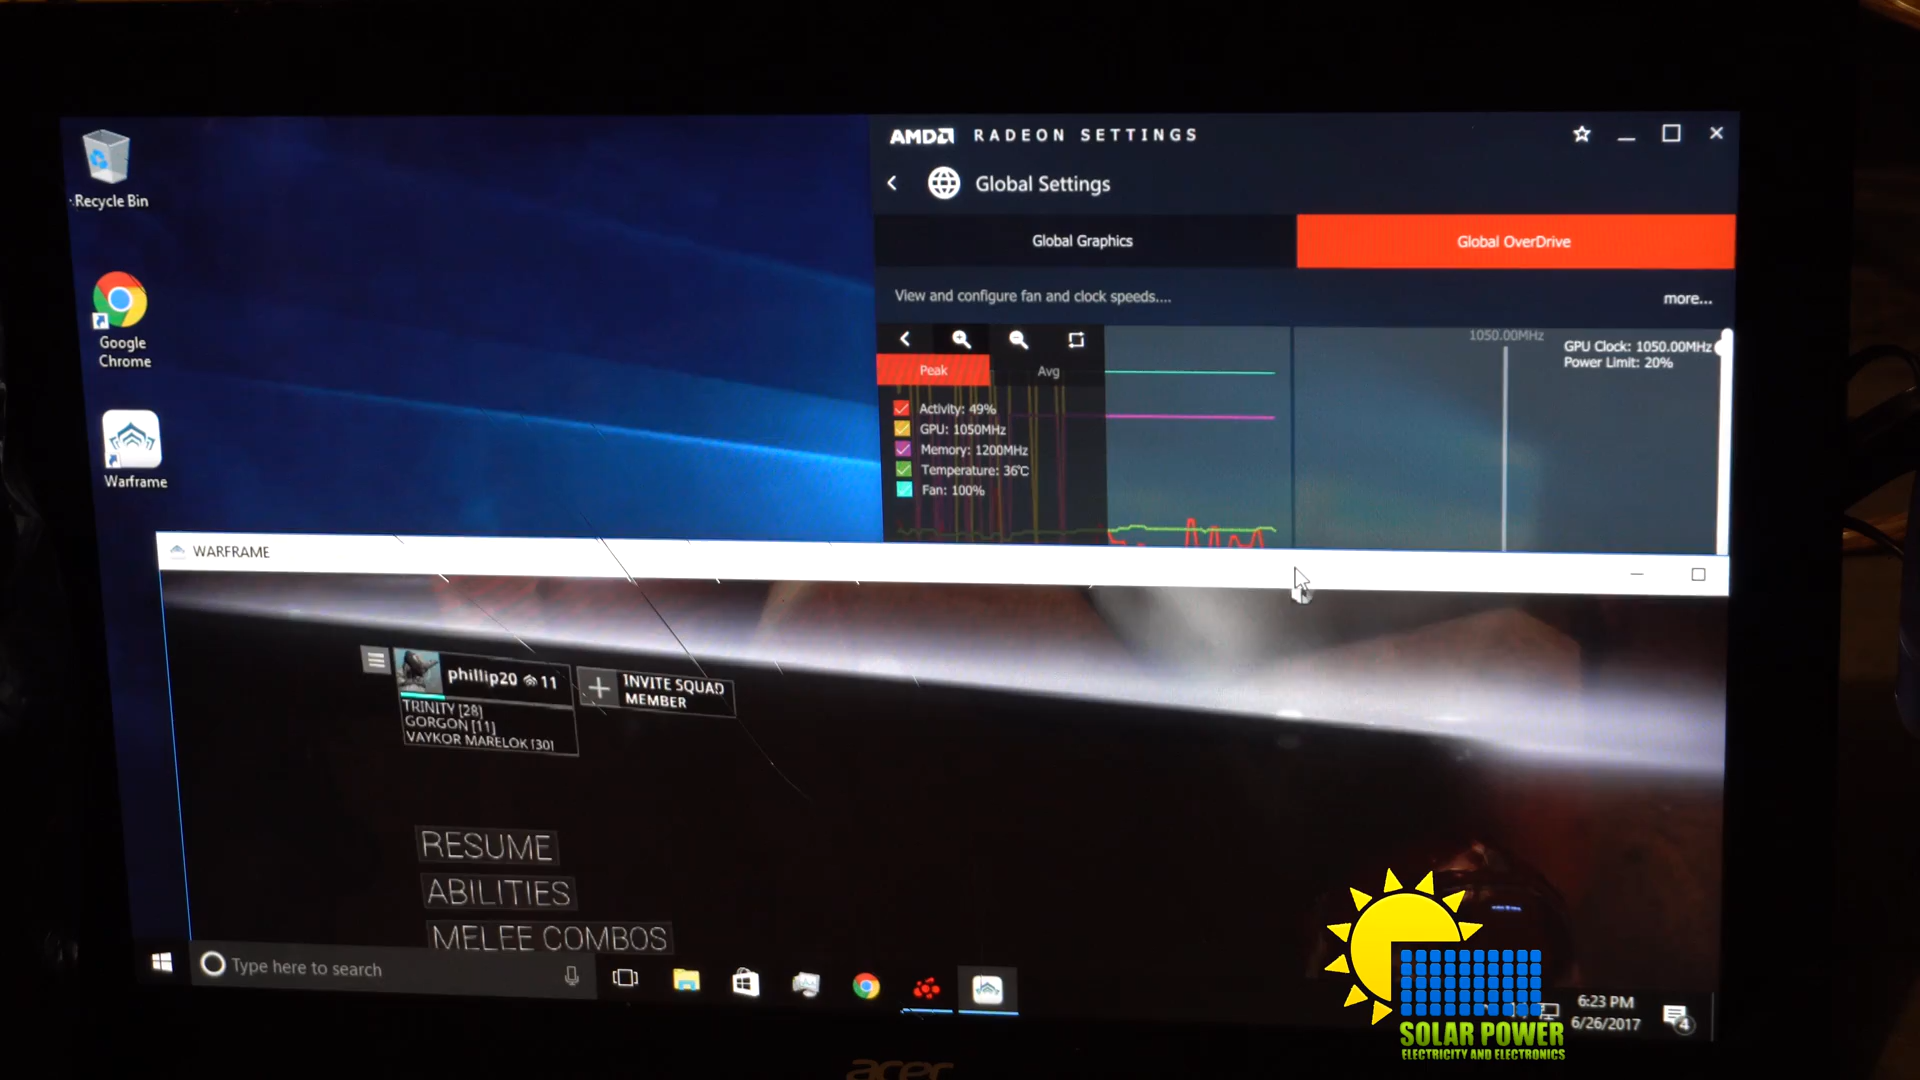 Recycle Bin
Google
Chrome
Warframe
AMD RADEON SETTINGS
Global Settings
Global Graphics
Global OverDrive
View and configure fan and clock speeds....
more...
Peak
Avg
Activity: 49%
GPU: 1050MHz
Memory: 1200MHz
Temperature: 36℃
Fan: 100%
1050.00MHz
GPU Clock: 1050.00MHz
Power Limit: 20%
WARFRAME
phillip20 11
TRINITY [28]
GORGON [11]
VAYKOR MARELOK [30]
INVITE SQUAD
MEMBER
RESUME
ABILITIES
MELEE COMBOS
Type here to search
6:23 PM
6/26/2017
4
SOLAR POWER
ELECTRICITY AND ELECTRONICS
acer